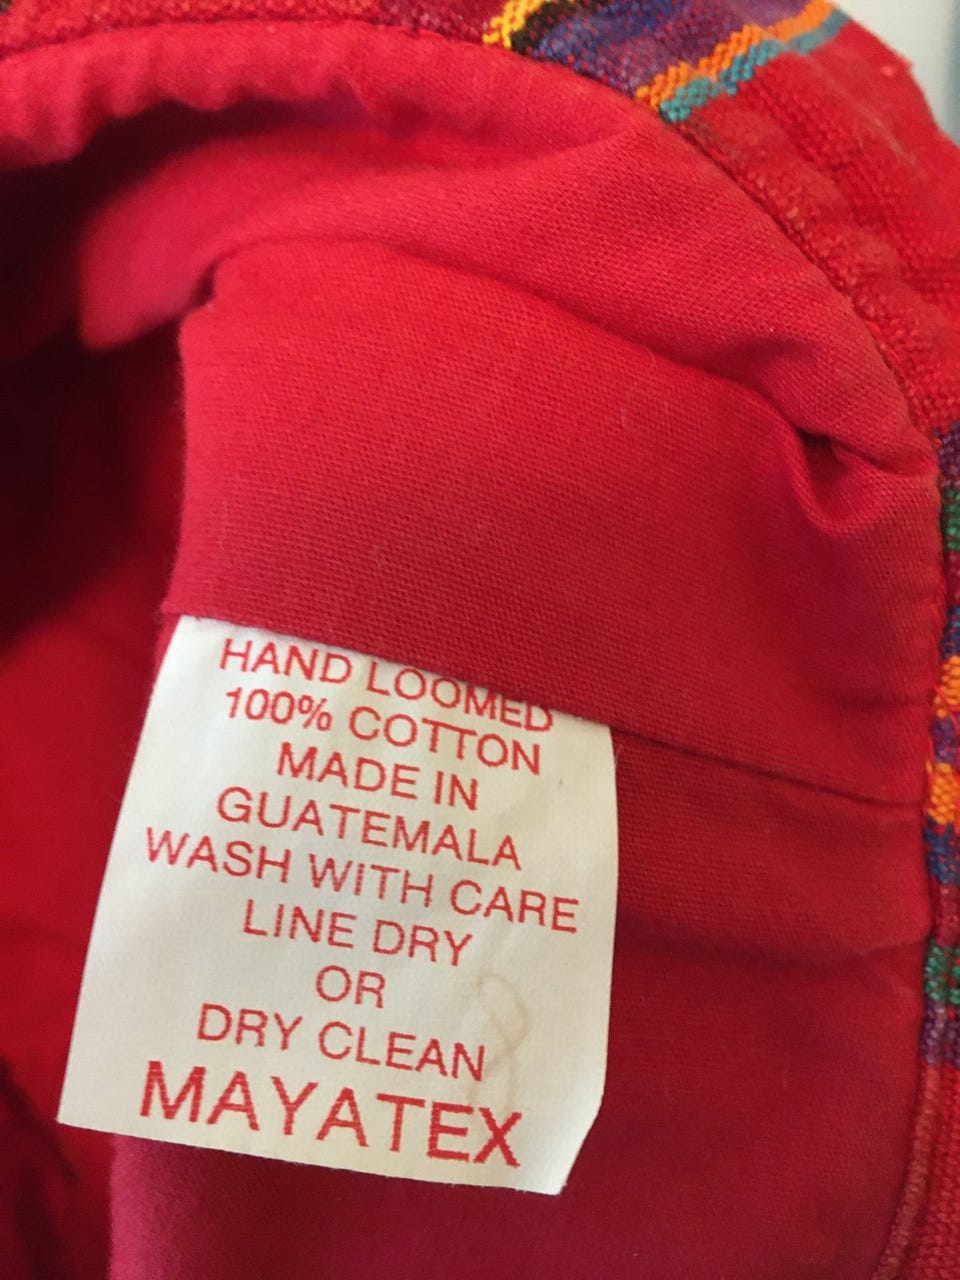 HAND LOOMED
100% COTTON
MADE IN
GUATEMALA
WASH WITH CARE
LINE DRY
OR
DRY CLEAN
MAYATEX